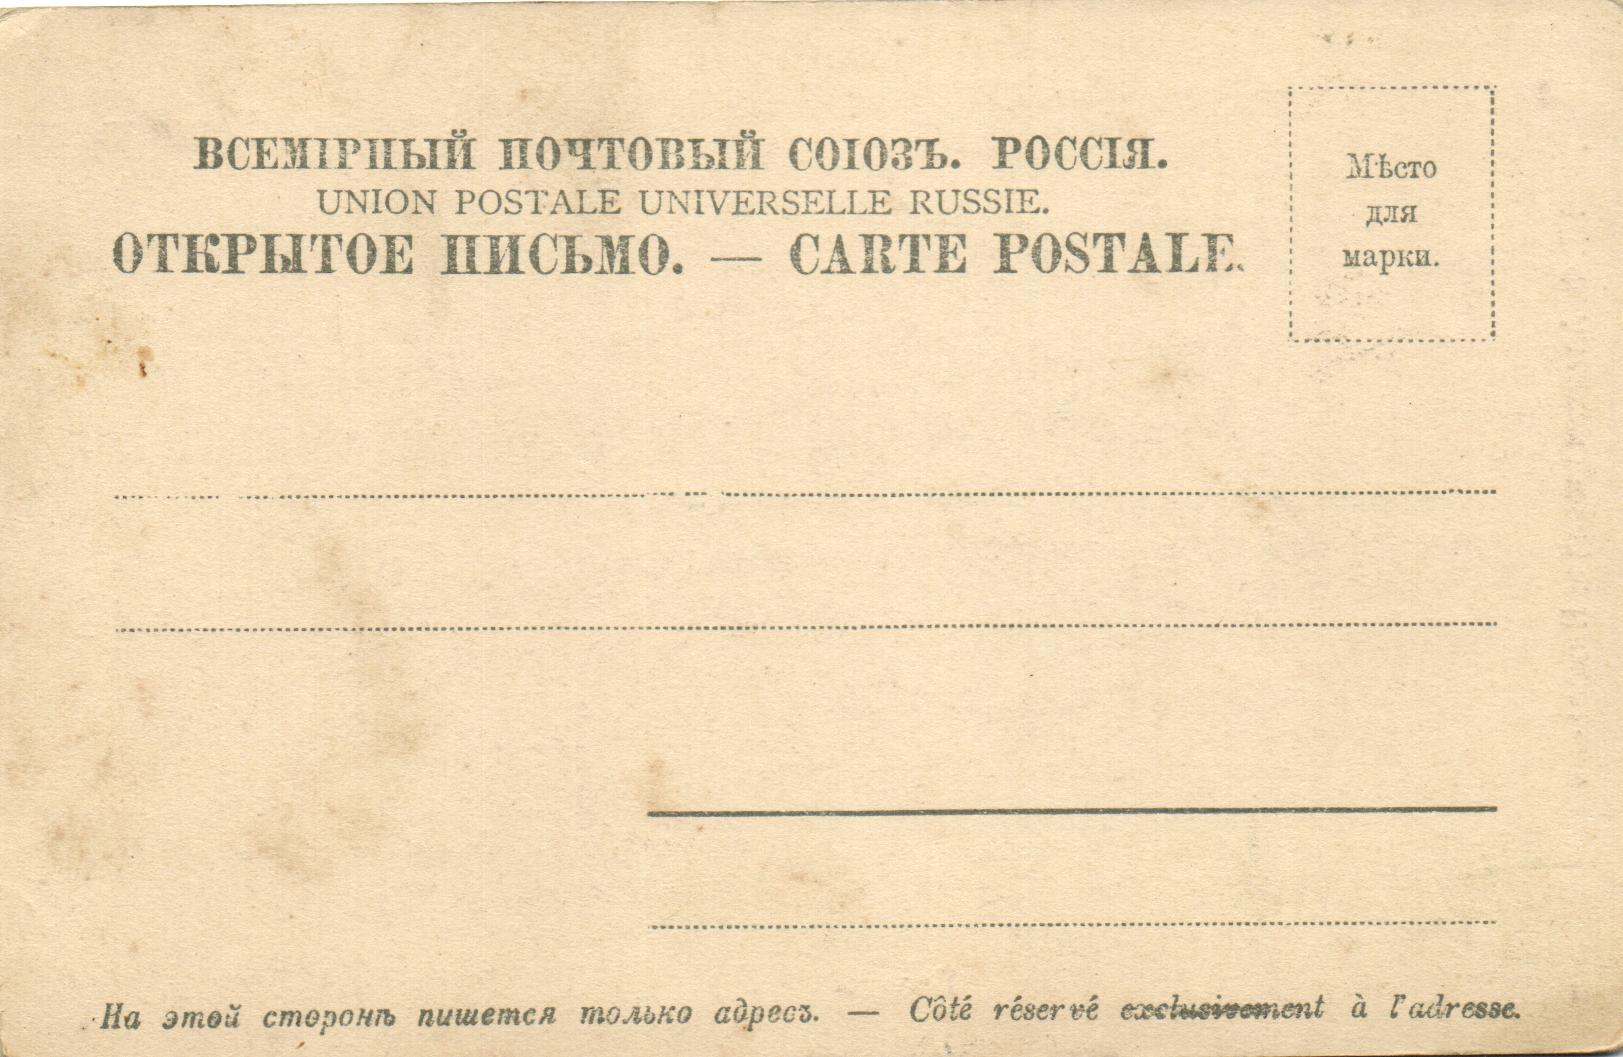 ВСЕМІРНЫЙ ПОЧТОВЫЙ СОІОЗЪ. РОССІЯ.
UNION POSTALE UNIVERSELLE RUSSIE.
ОТКРЫТОЕ ПИСЬМО. — CARTE POSTALE.
Мѣсто
для
марки.
На этой сторонѣ пишется только адресъ. — Côté réservé exclusivement à l'adresse.